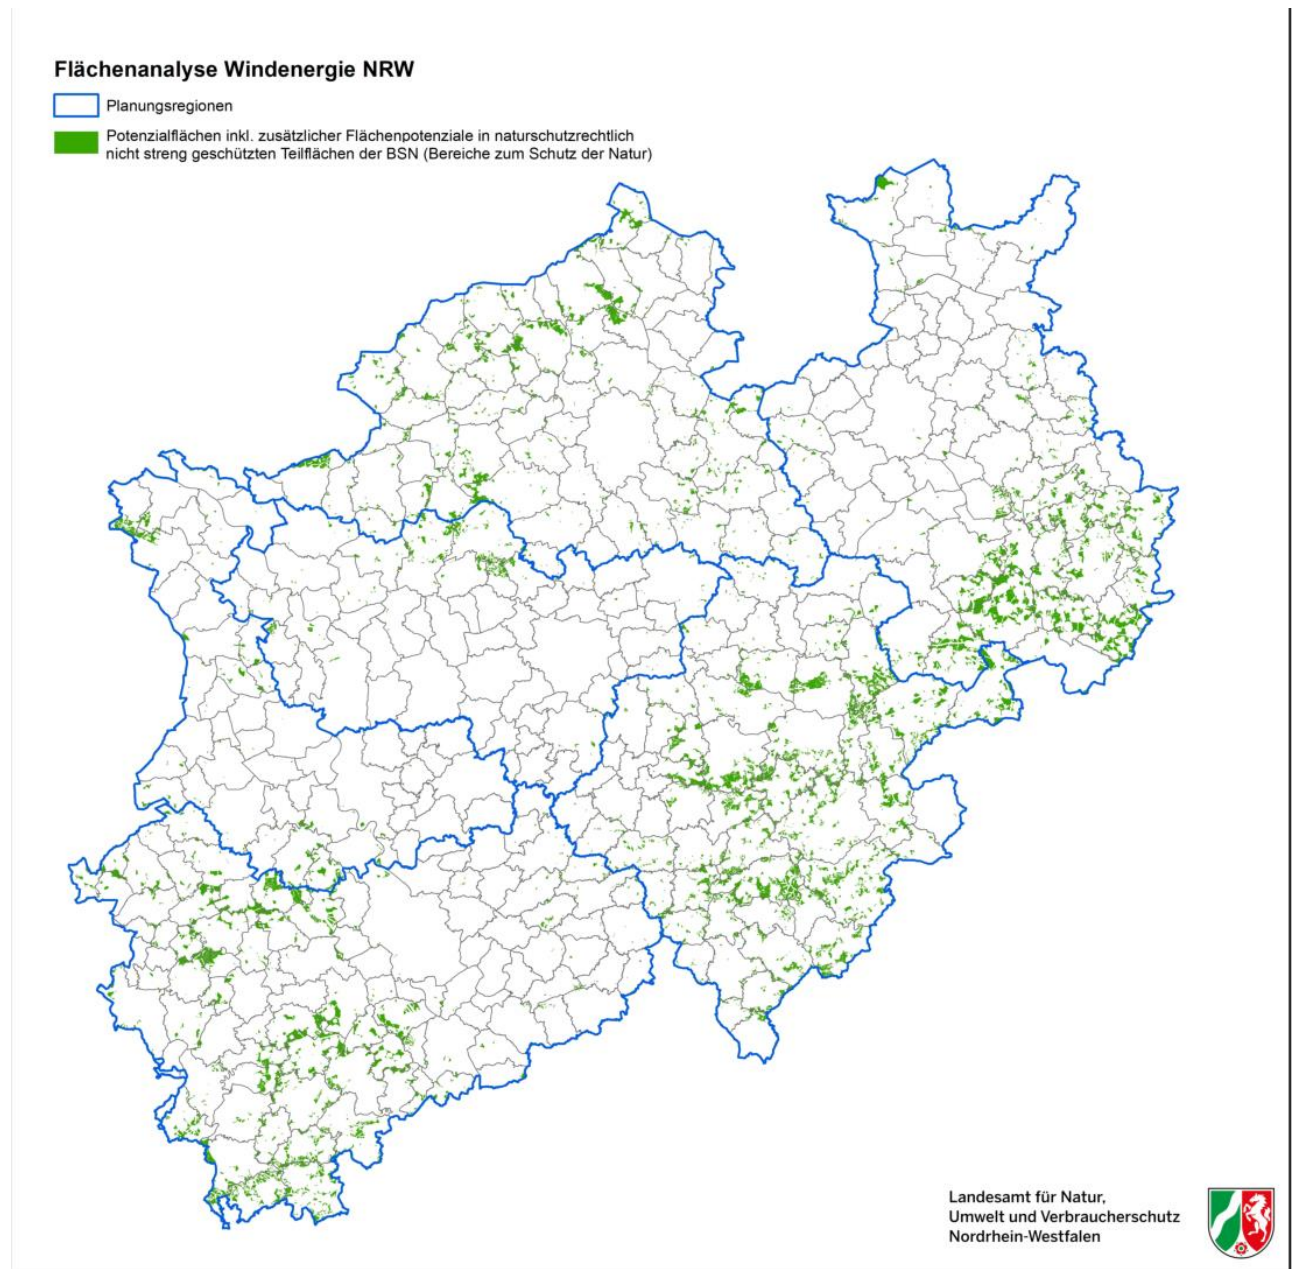 Flächenanalyse Windenergie NRW
Planungsregionen
Potenzialflächen inkl. zusätzlicher Flächenpotenziale in naturschutzrechtlich
nicht streng geschützten Teilflächen der BSN (Bereiche zum Schutz der Natur)
Landesamt für Natur,
Umwelt und Verbraucherschutz
Nordrhein-Westfalen